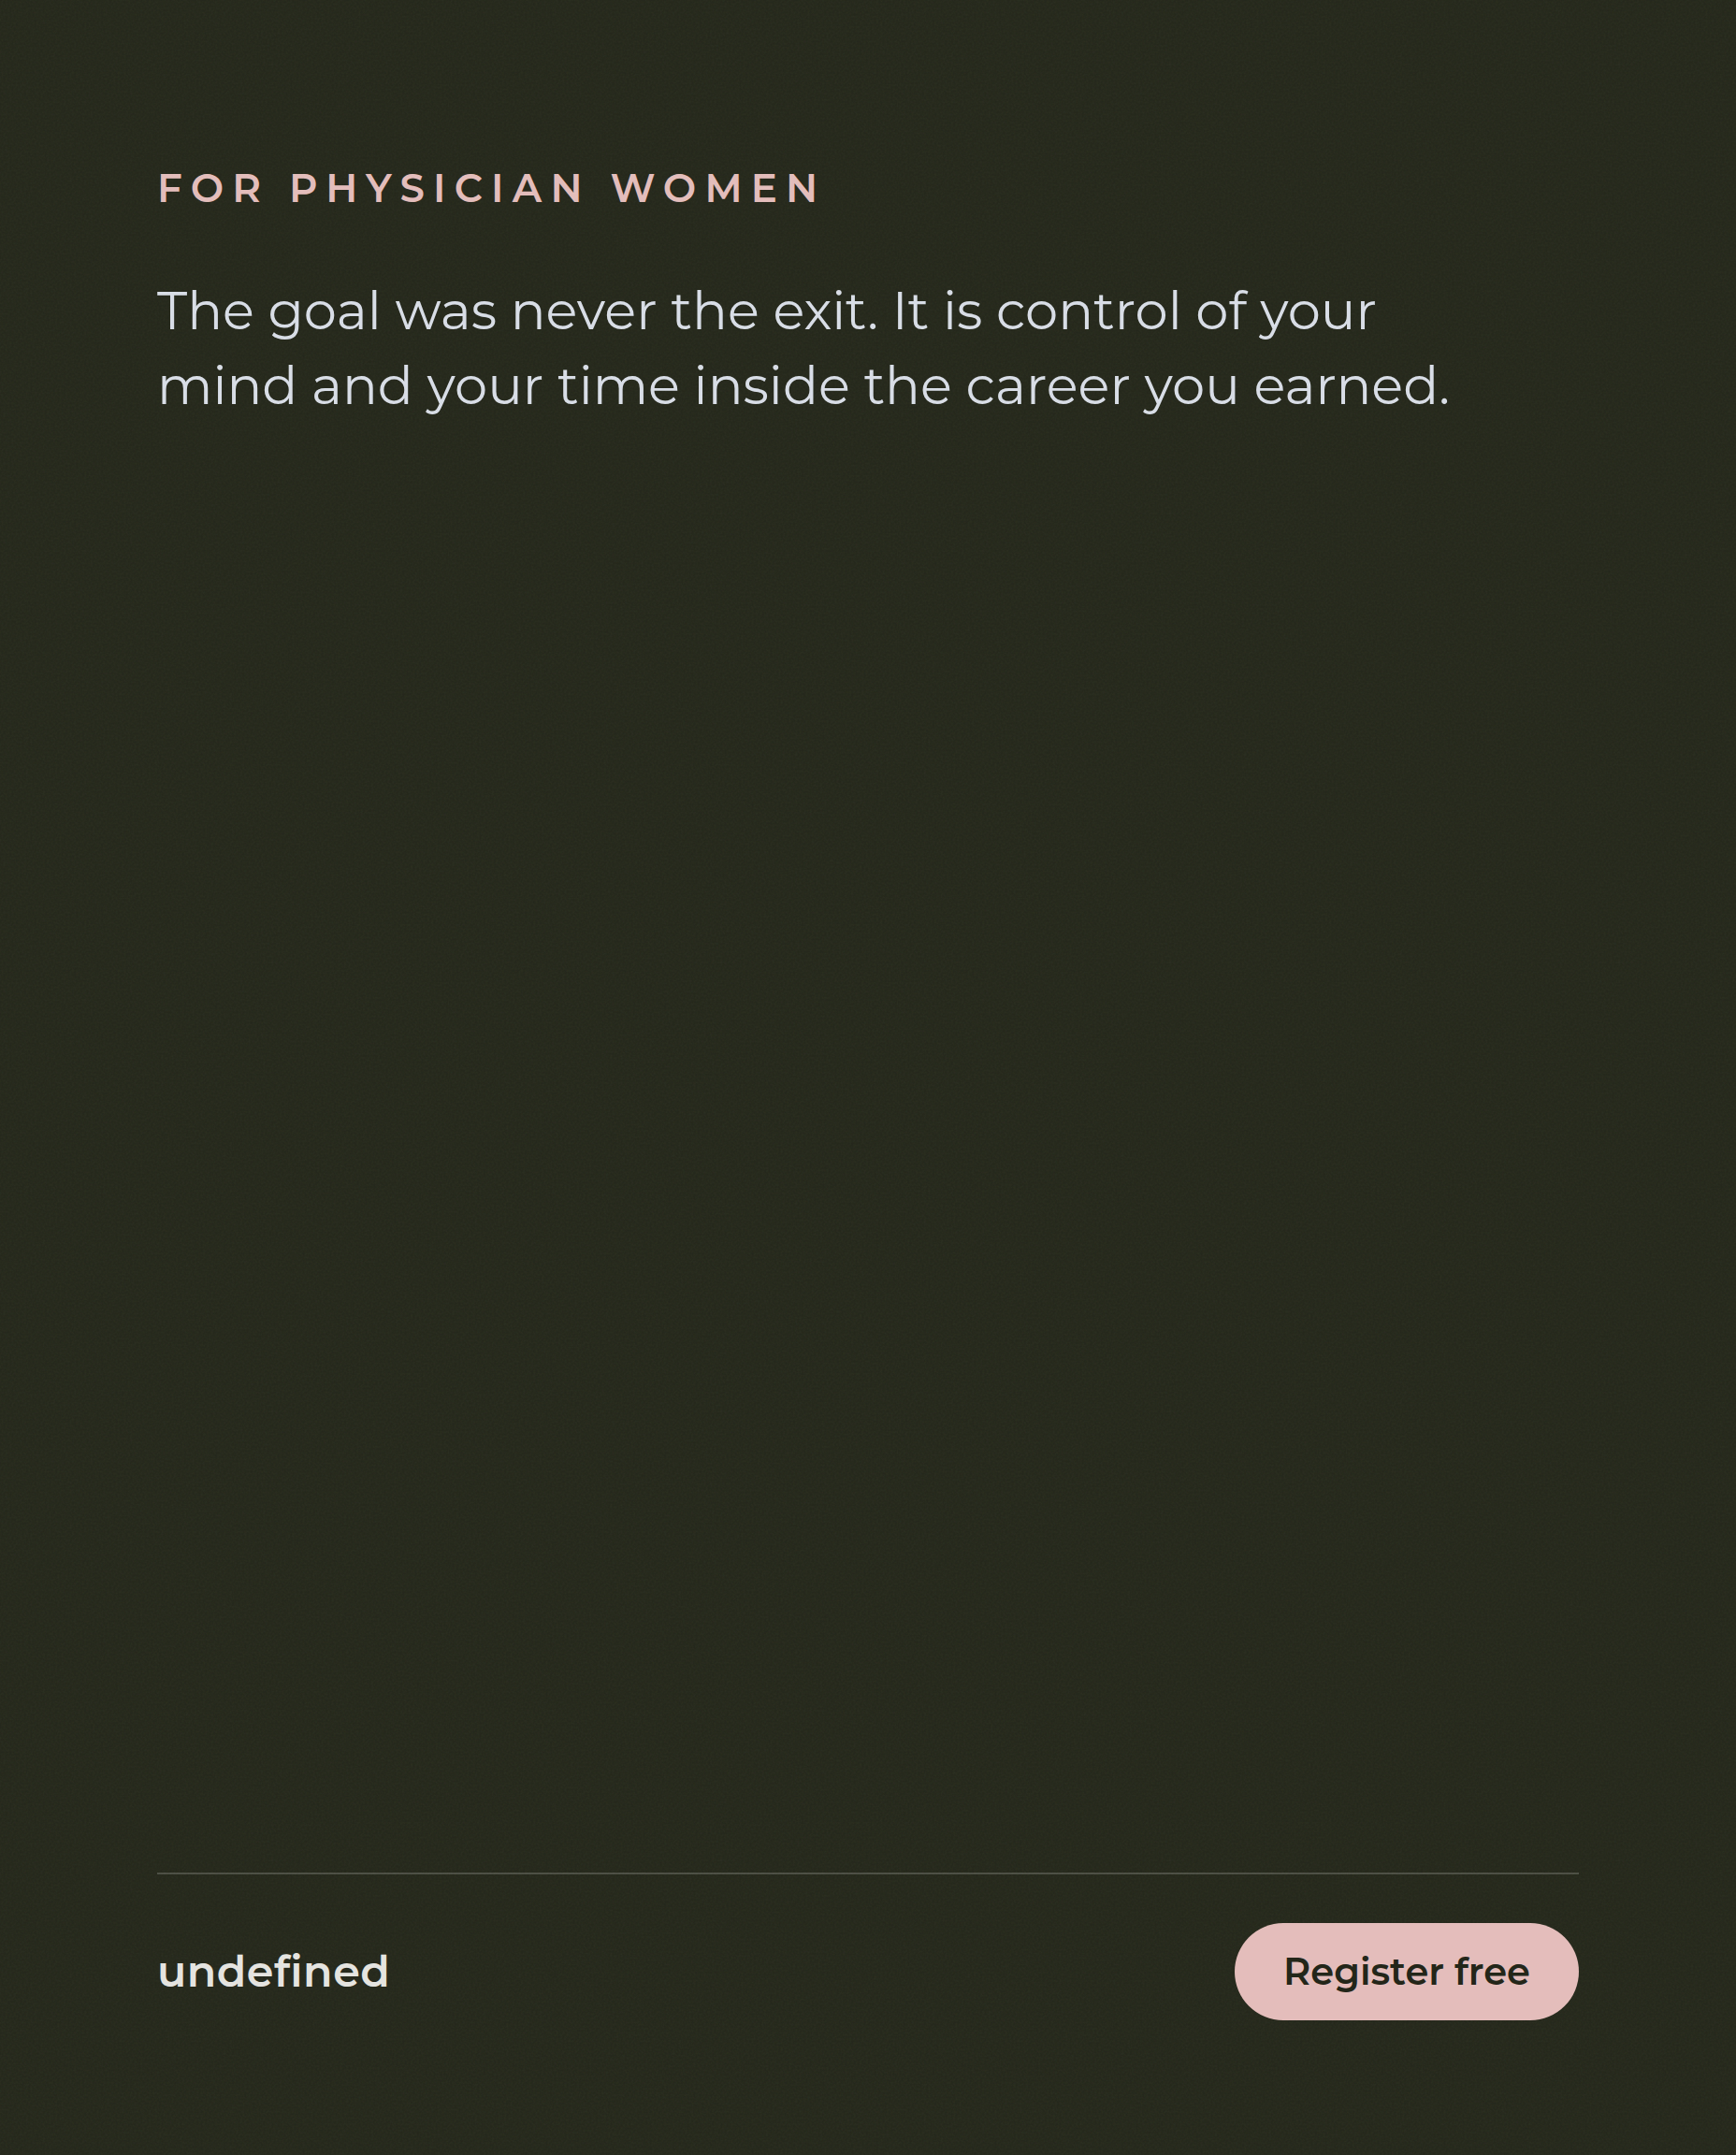 FOR PHYSICIAN WOMEN
The goal was never the exit. It is control of your
mind and your time inside the career you earned.
undefined
Register free